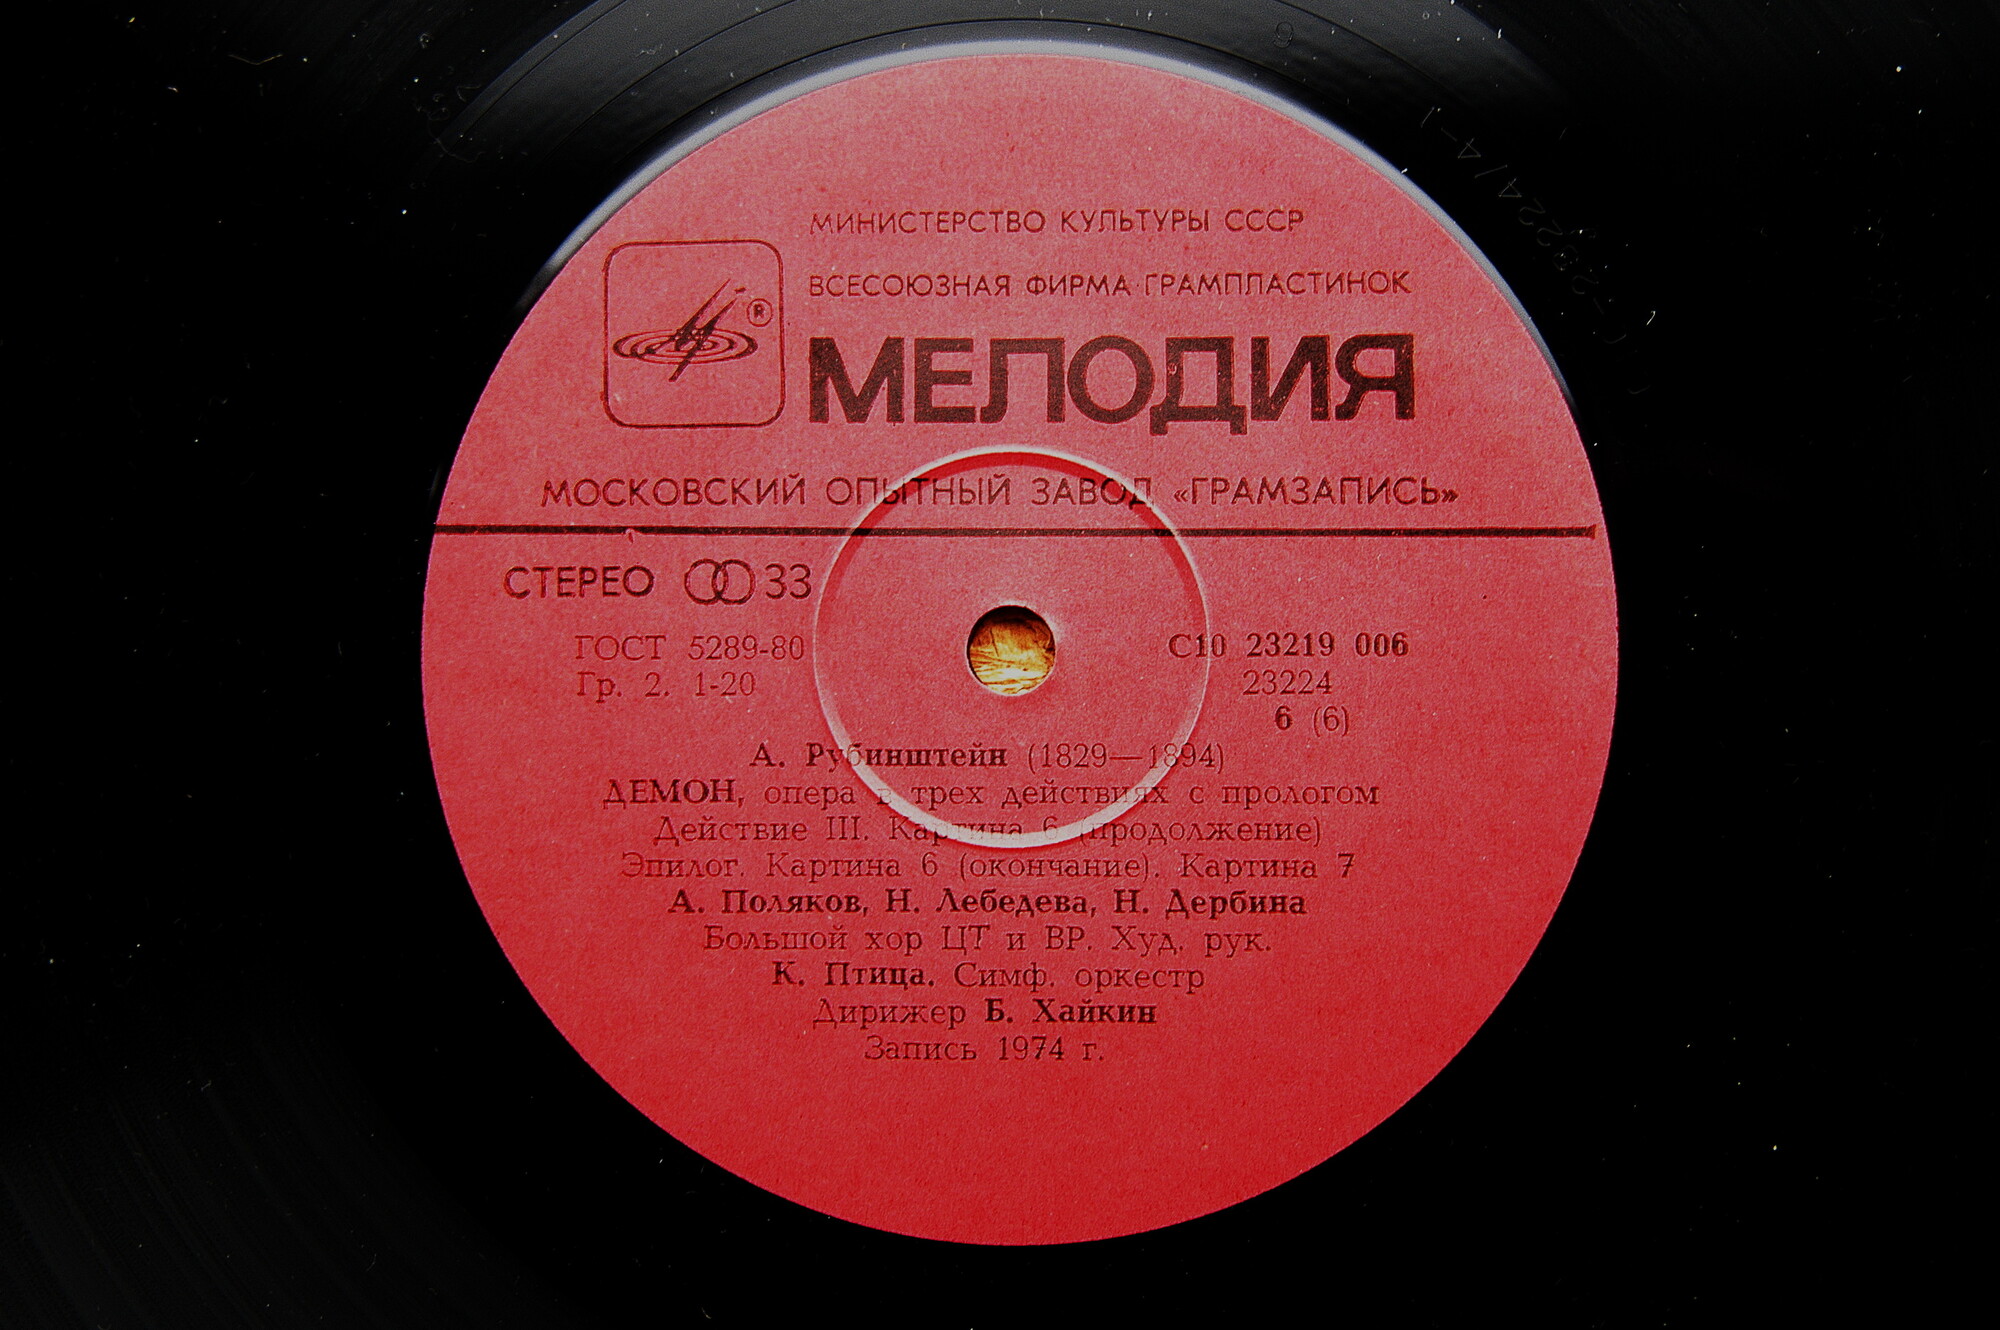 МИНИСТЕРСТВО КУЛЬТУРЫ СССР
ВСЕСОЮЗНАЯ ФИРМА ГРАМПЛАСТИНОК
®
МЕЛОДИЯ
МОСКОВСКИЙ ОПЫТНЫЙ ЗАВОД «ГРАМЗАПИСЬ»
СТЕРЕО 33
ГОСТ 5289-80 С10 23219 006
Гр. 2. 1-20 23224
6 (6)
А. Рубинштейн (1829—1894)
ДЕМОН, опера в трех действиях с прологом
Действие III. Картина 6 (продолжение)
Эпилог. Картина 6 (окончание). Картина 7
А. Поляков, Н. Лебедева, Н. Дербина
Большой хор ЦТ и ВР. Худ. рук.
К. Птица. Симф. оркестр
Дирижер Б. Хайкин
Запись 1974 г.